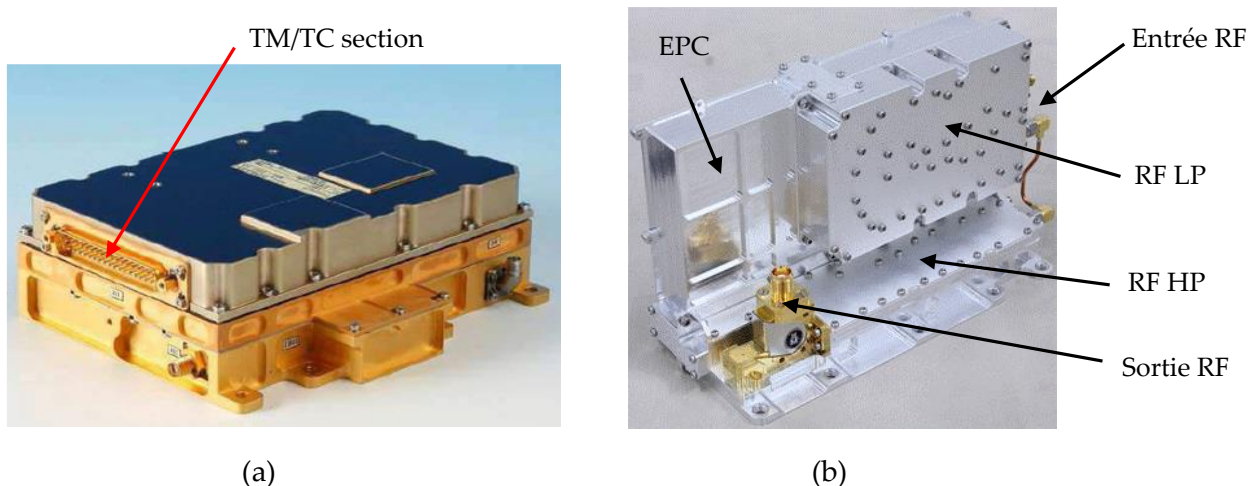 TM/TC section
EPC
Entrée RF
RF LP
RF HP
Sortie RF
(a)
(b)